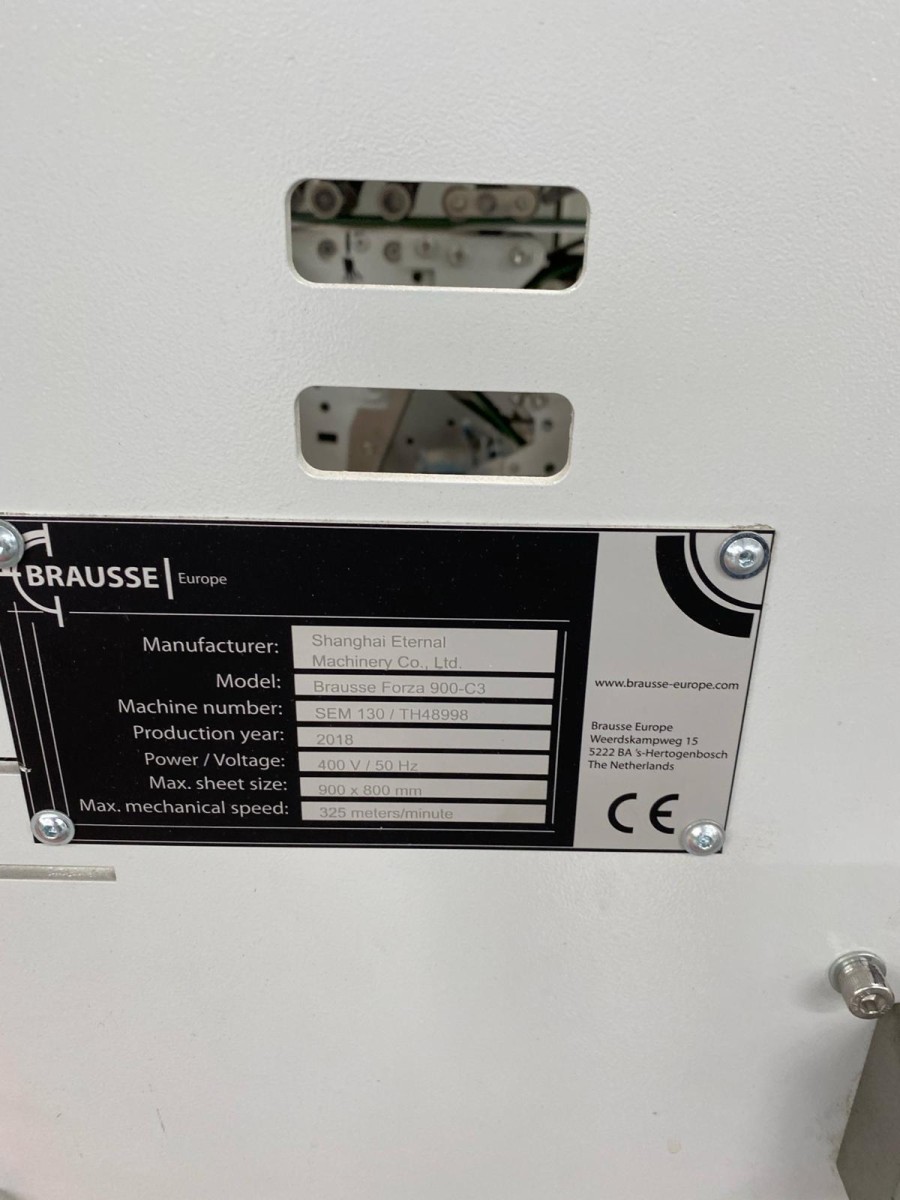 BRAUSSE | Europe
Manufacturer: Shanghai Eternal
Machinery Co., Ltd.
Model: Brausse Forza 900-C3
Machine number: SEM 130 / TH48998
Production year: 2018
Power / Voltage: 400 V / 50 Hz
Max. sheet size: 900 x 800 mm
Max. mechanical speed: 325 meters/minute
www.brausse-europe.com
Brausse Europe
Weerdskampweg 15
5222 BA 's-Hertogenbosch
The Netherlands
CE